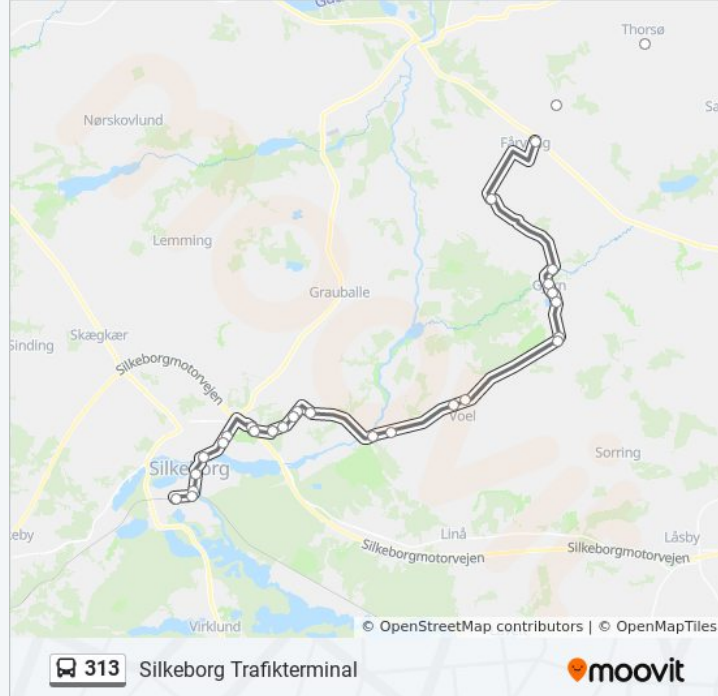 Thorsø
Nørskovlund
Lemming
Grauballe
Skægkær
Sinding
Silkeborgmotorvejen
Voel
Sorring
Silkeborg
Linå
Låsby
Silkeborgmotorvejen
Silkeborgmotorvejen
Virklund
© OpenStreetMap contributors | © OpenMapTiles
313 Silkeborg Trafikterminal
moovit